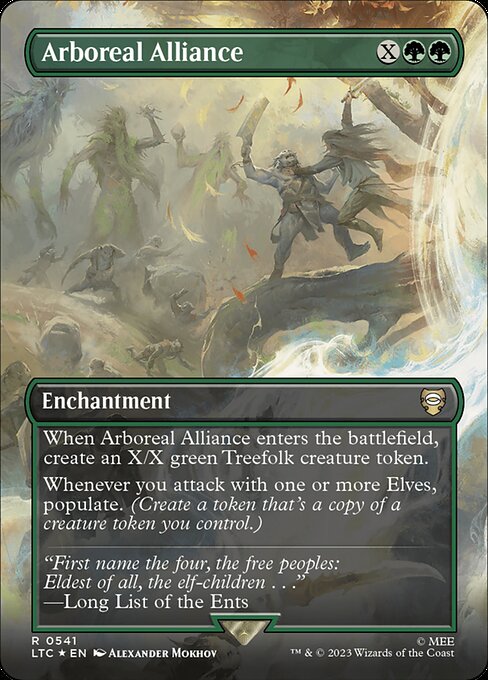 Arboreal Alliance X
Enchantment
When Arboreal Alliance enters the battlefield,
create an X/X green Treefolk creature token.
Whenever you attack with one or more Elves,
populate. (Create a token that's a copy of a
creature token you control.)
"First name the four, the free peoples:
Eldest of all, the elf-children . . ."
—Long List of the Ents
R 0541
LTC ★ EN Alexander Mokhov
© MEE
™ & © 2023 Wizards of the Coast